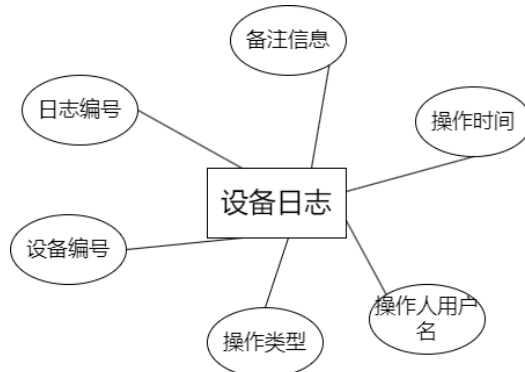 备注信息
日志编号
操作时间
设备日志
设备编号
操作人用户
名
操作类型